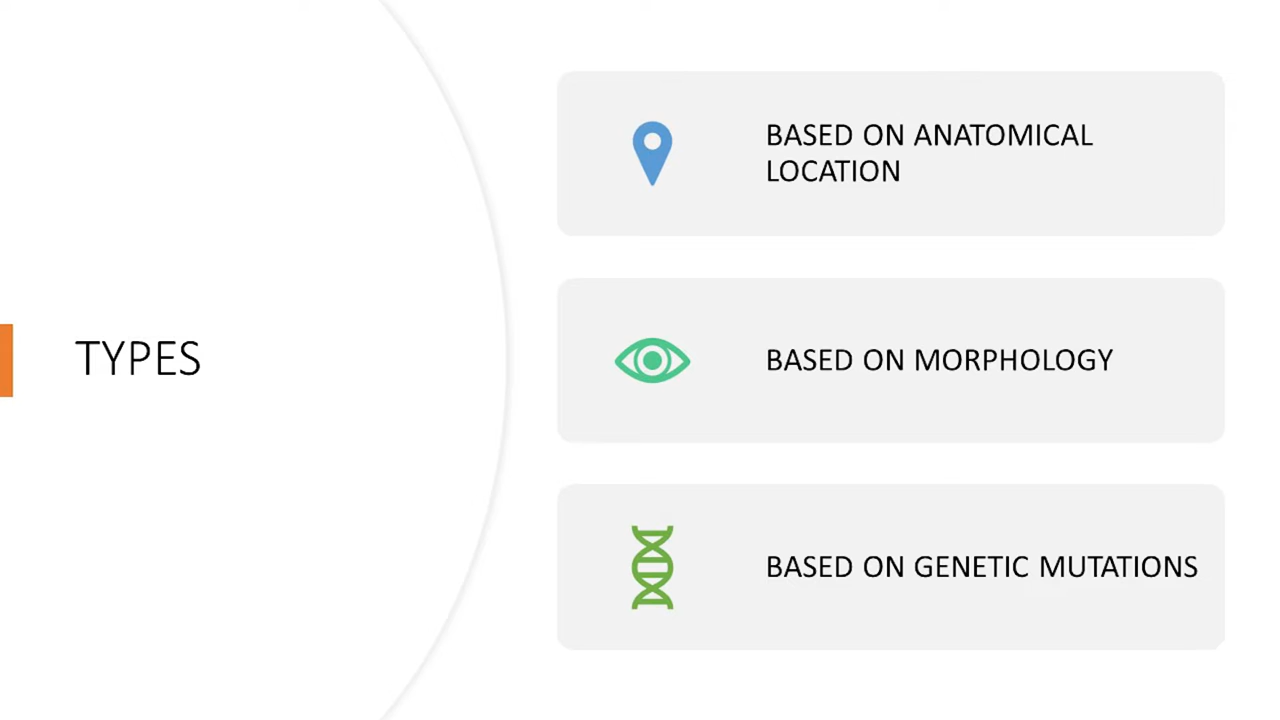 TYPES
BASED ON ANATOMICAL
LOCATION
BASED ON MORPHOLOGY
BASED ON GENETIC MUTATIONS